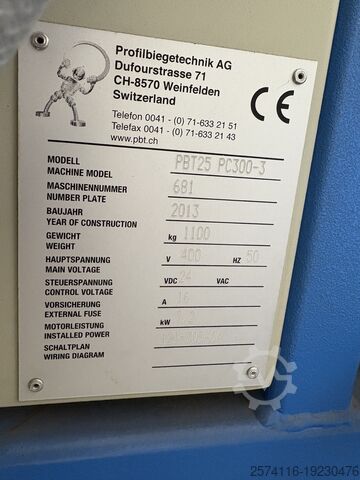 Profilbiegetechnik AG
Dufourstrasse 71
CH-8570 Weinfelden
Switzerland
CE
Telefon 0041 - (0) 71-633 21 51
Telefax 0041 - (0) 71-633 21 43
www.pbt.ch
MODELL
MACHINE MODEL PBT25 PC300-3
MASCHINENNUMMER
NUMBER PLATE 681
BAUJAHR
YEAR OF CONSTRUCTION 2013
GEWICHT
WEIGHT kg 1100
HAUPTSPANNUNG
MAIN VOLTAGE V 400 HZ 50
STEUERSPANNUNG
CONTROL VOLTAGE VDC 24 VAC
VORSICHERUNG
EXTERNAL FUSE A 16
MOTORLEISTUNG
INSTALLED POWER kW
SCHALTPLAN
WIRING DIAGRAM
2574116-19230476